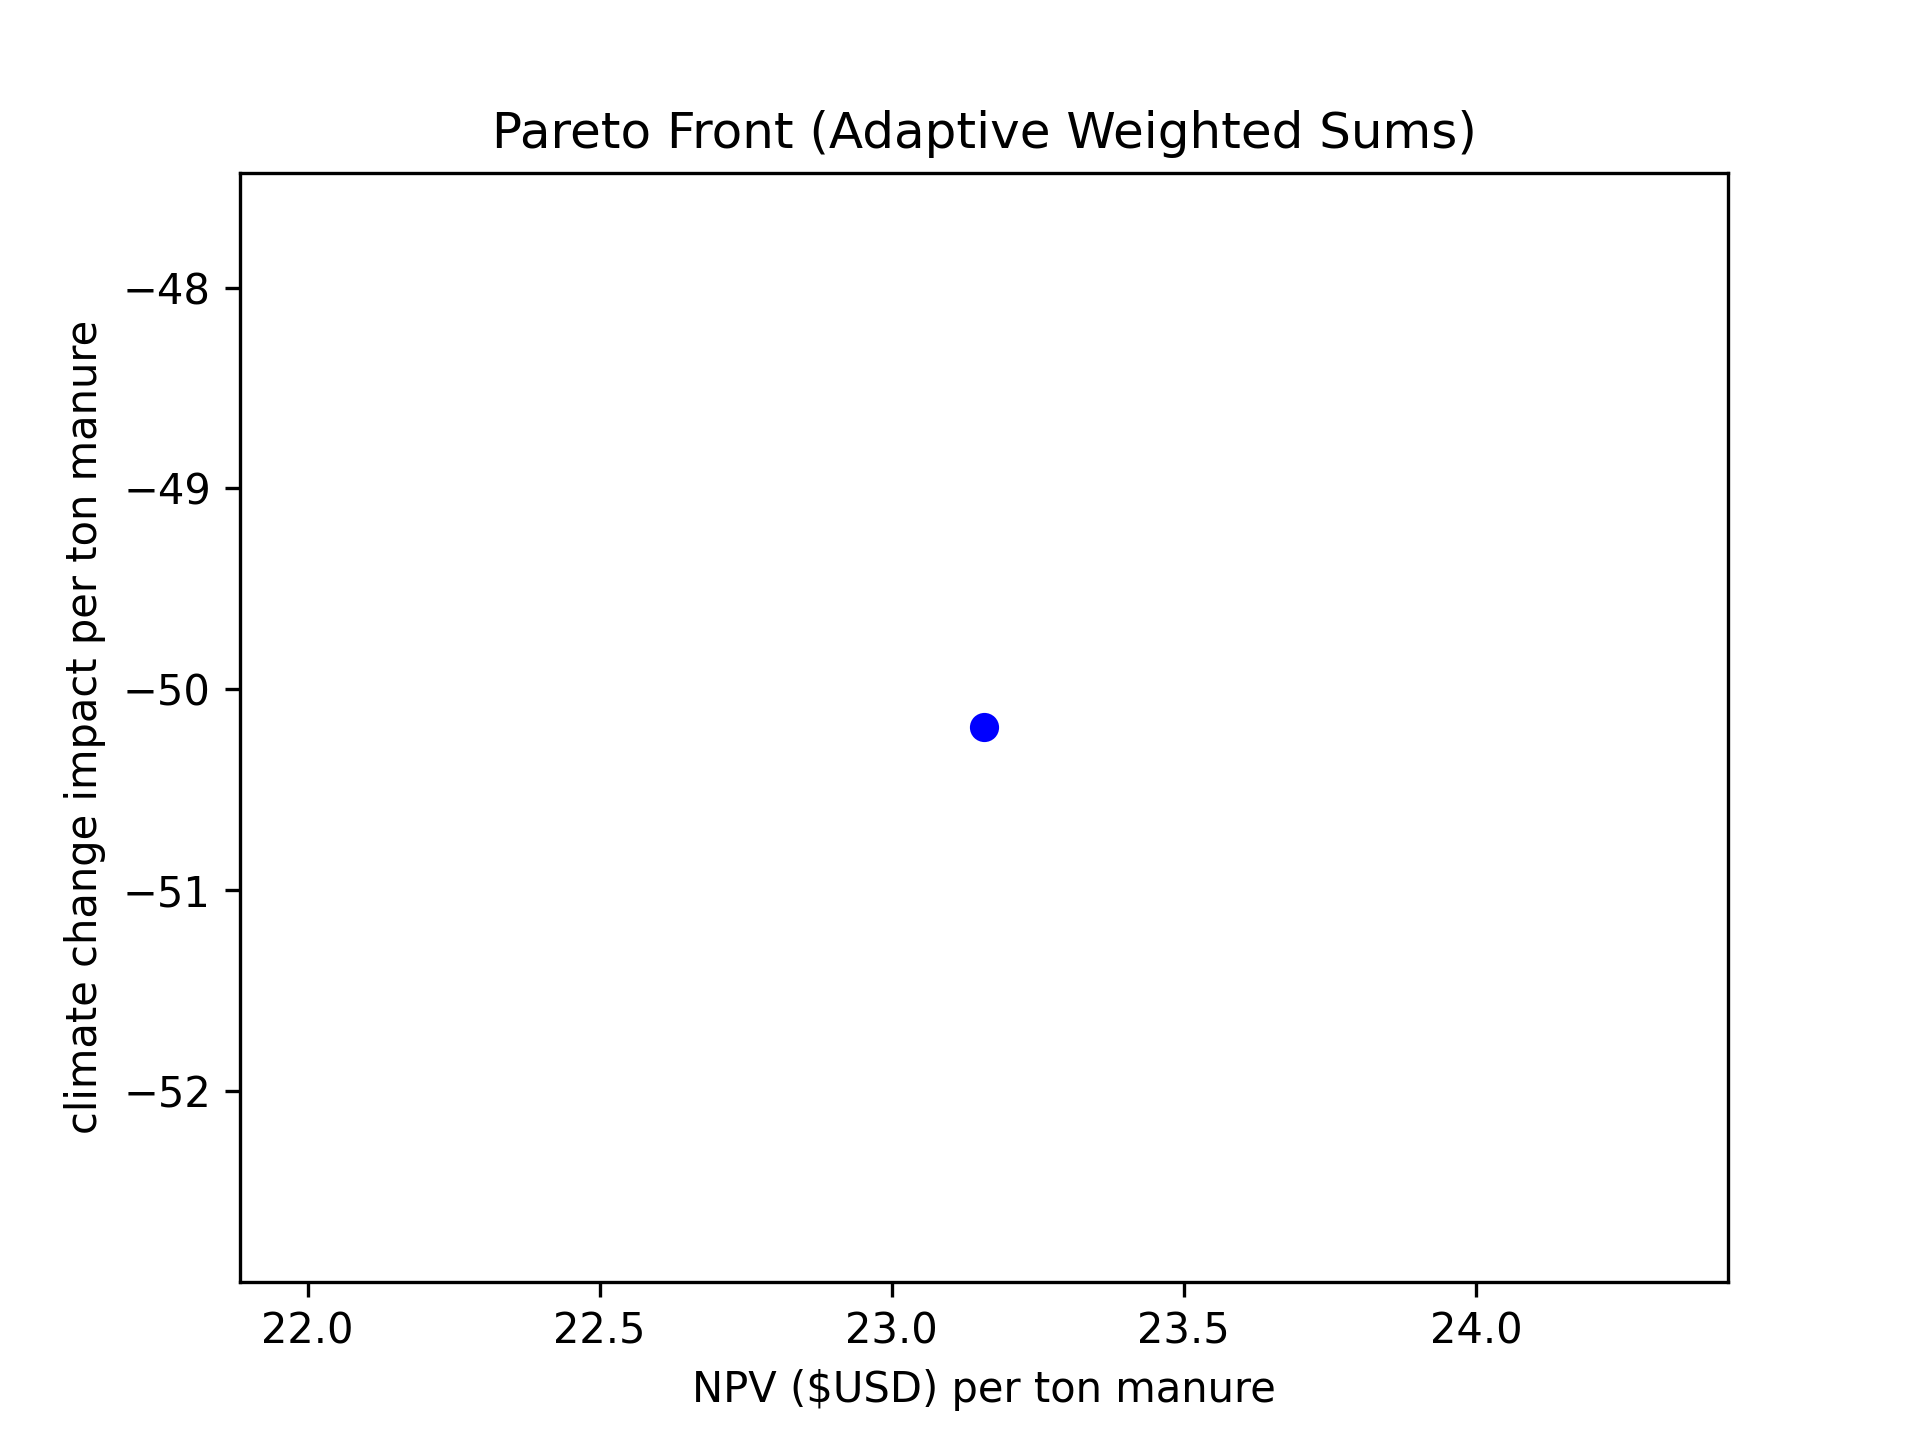 Pareto Front (Adaptive Weighted Sums)
climate change impact per ton manure
−48
−49
−50
−51
−52
22.0 22.5 23.0 23.5 24.0
NPV ($USD) per ton manure